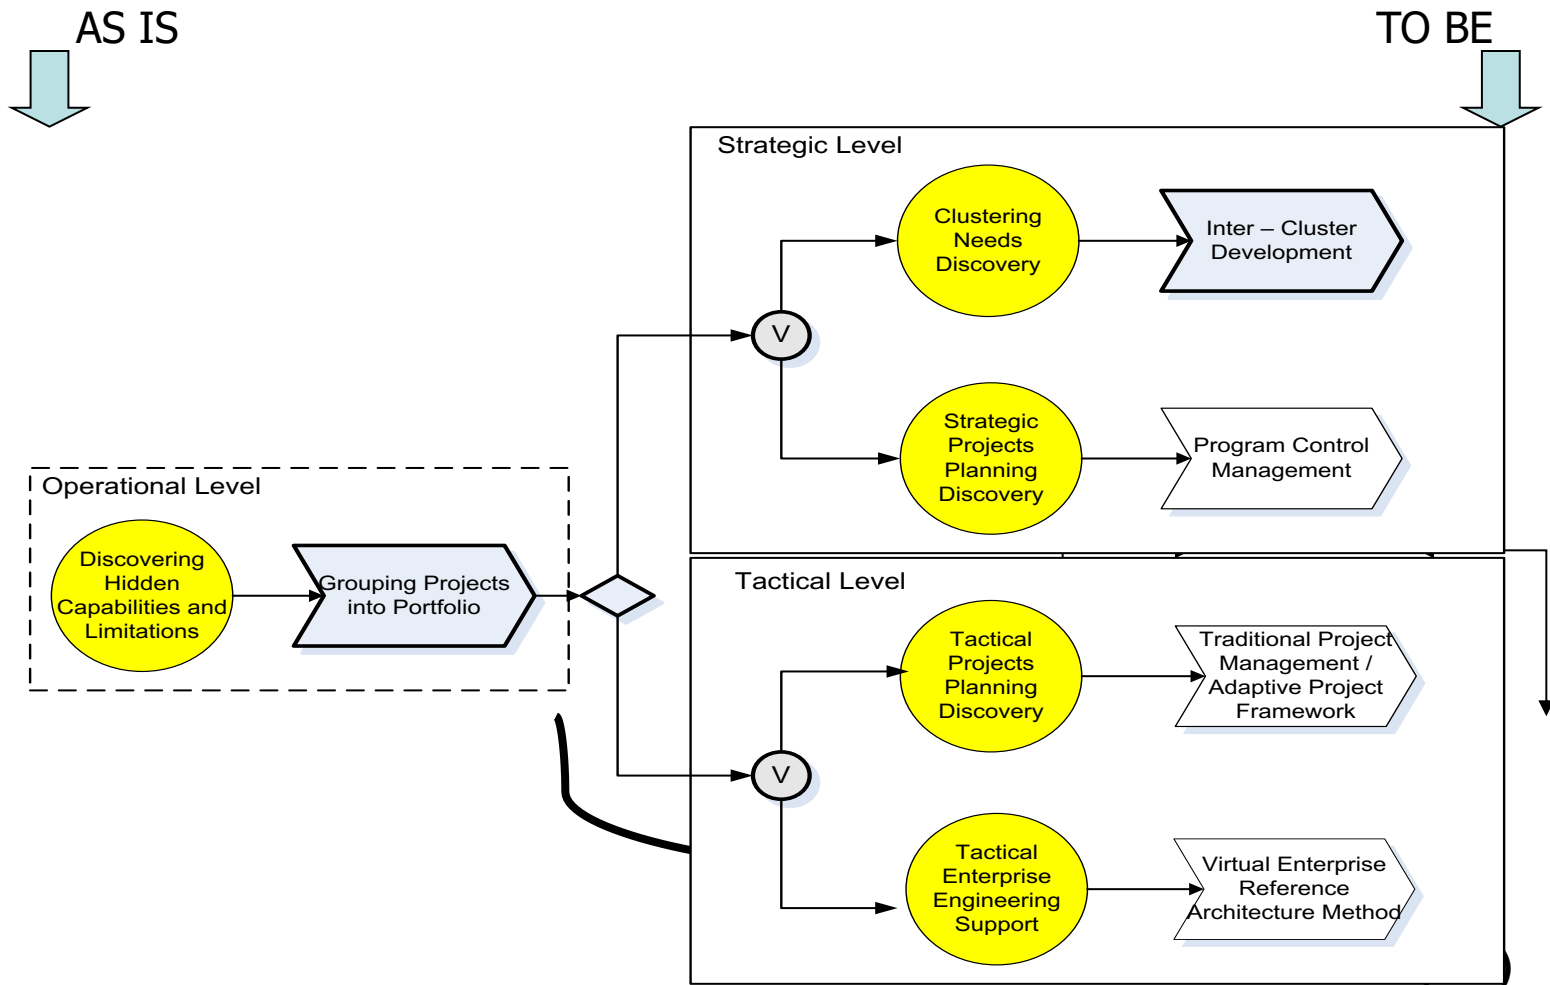 AS IS
TO BE
Strategic Level
Clustering
Needs
Discovery
Inter – Cluster
Development
V
Strategic
Projects
Planning
Discovery
Program Control
Management
Operational Level
Discovering
Hidden
Capabilities and
Limitations
Grouping Projects
into Portfolio
Tactical Level
Tactical
Projects
Planning
Discovery
Traditional Project
Management /
Adaptive Project
Framework
V
Tactical
Enterprise
Engineering
Support
Virtual Enterprise
Reference
Architecture Method